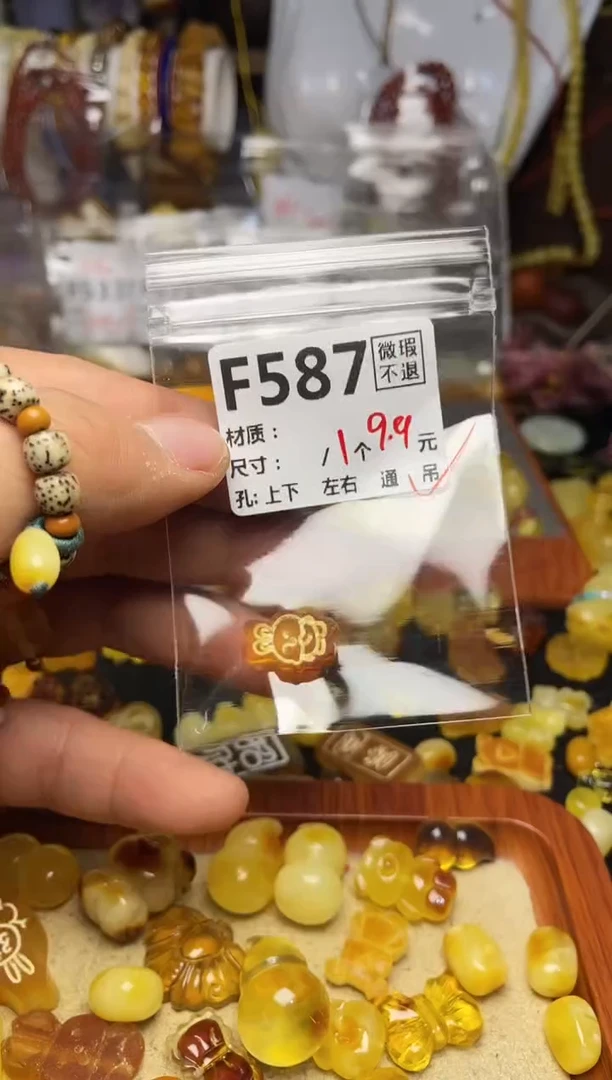 F587 微瑕
不退
材质：
尺寸： /1个 9.9元
孔: 上下 左右 通 吊✓